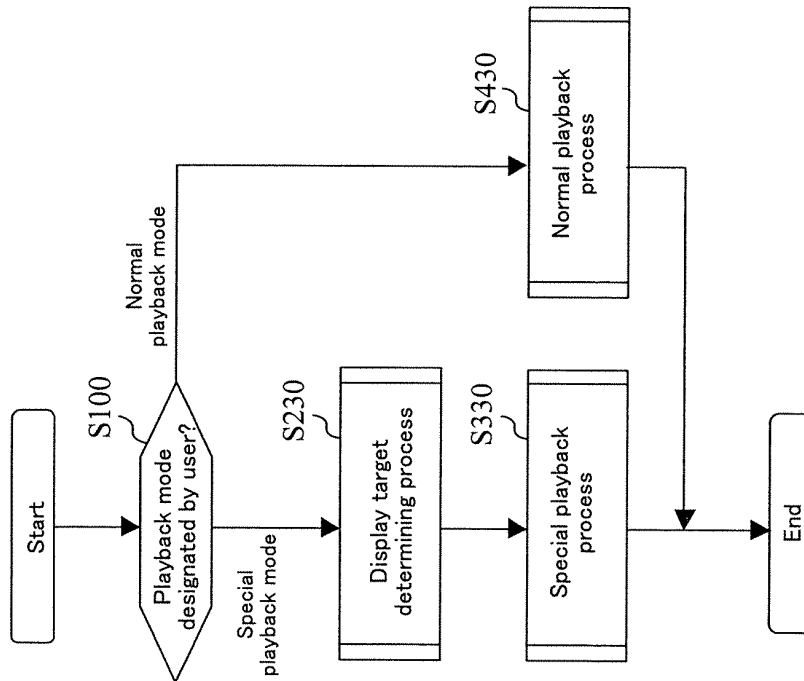 Start
S100
Playback mode
designated by user?
Normal
playback mode
Special
playback mode
S230
Display target
determining process
S330
Special playback
process
S430
Normal playback
process
End